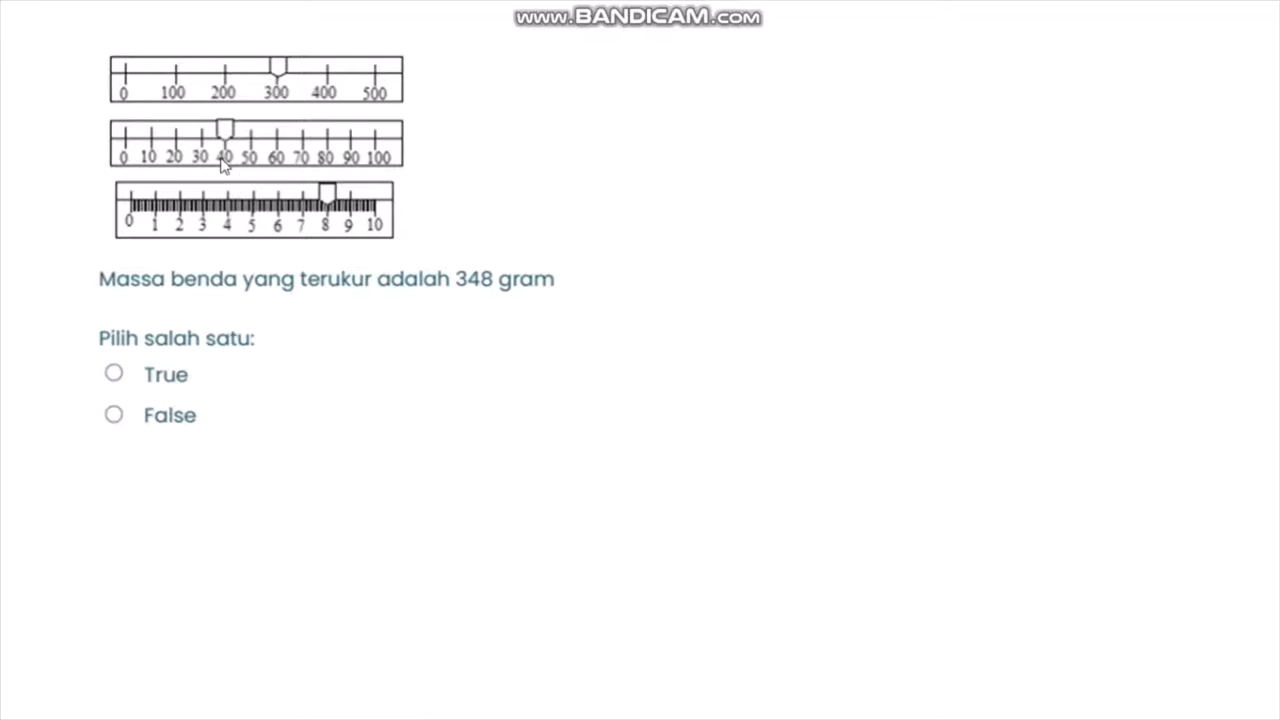 www.BANDICAM.com
0 100 200 300 400 500
0 10 20 30 40 50 60 70 80 90 100
0 1 2 3 4 5 6 7 8 9 10
Massa benda yang terukur adalah 348 gram
Pilih salah satu:
True
False